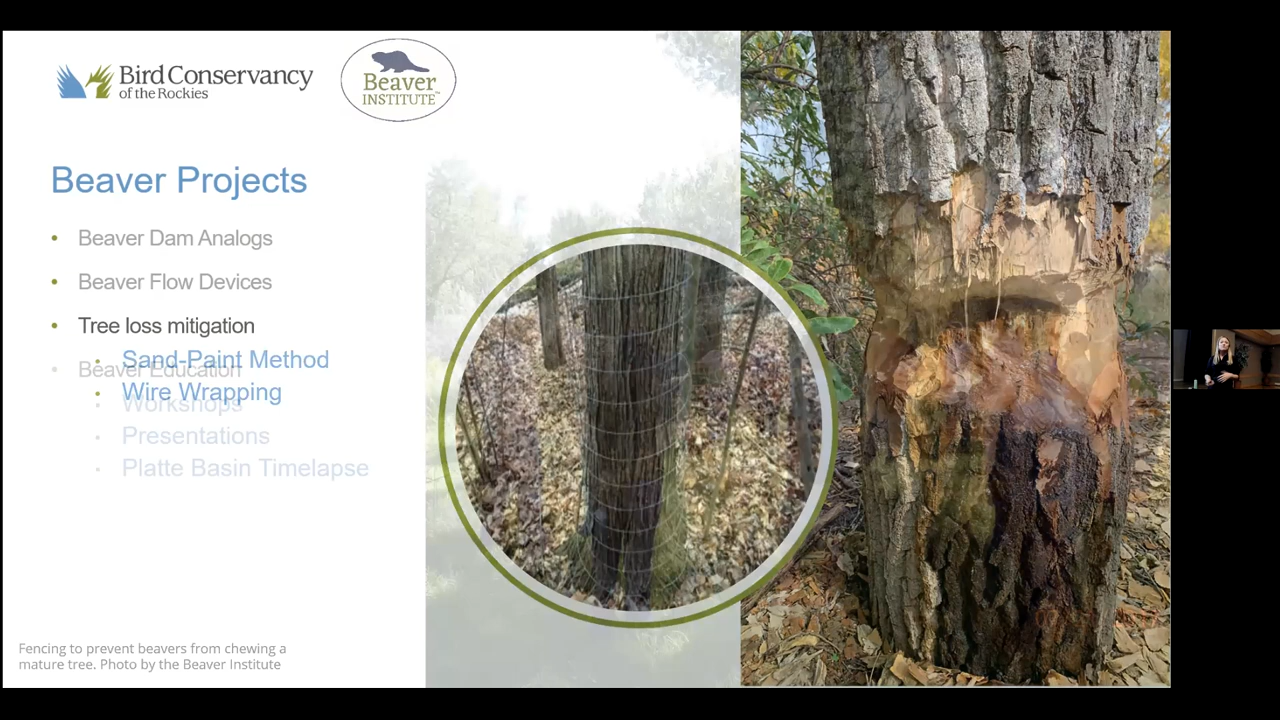 Bird Conservancy
of the Rockies
Beaver
INSTITUTE™
Beaver Projects
• Beaver Dam Analogs
• Beaver Flow Devices
• Tree loss mitigation
• Sand-Paint Method
• Beaver Education
• Wire Wrapping
• Workshops
• Presentations
• Platte Basin Timelapse
Fencing to prevent beavers from chewing a
mature tree. Photo by the Beaver Institute